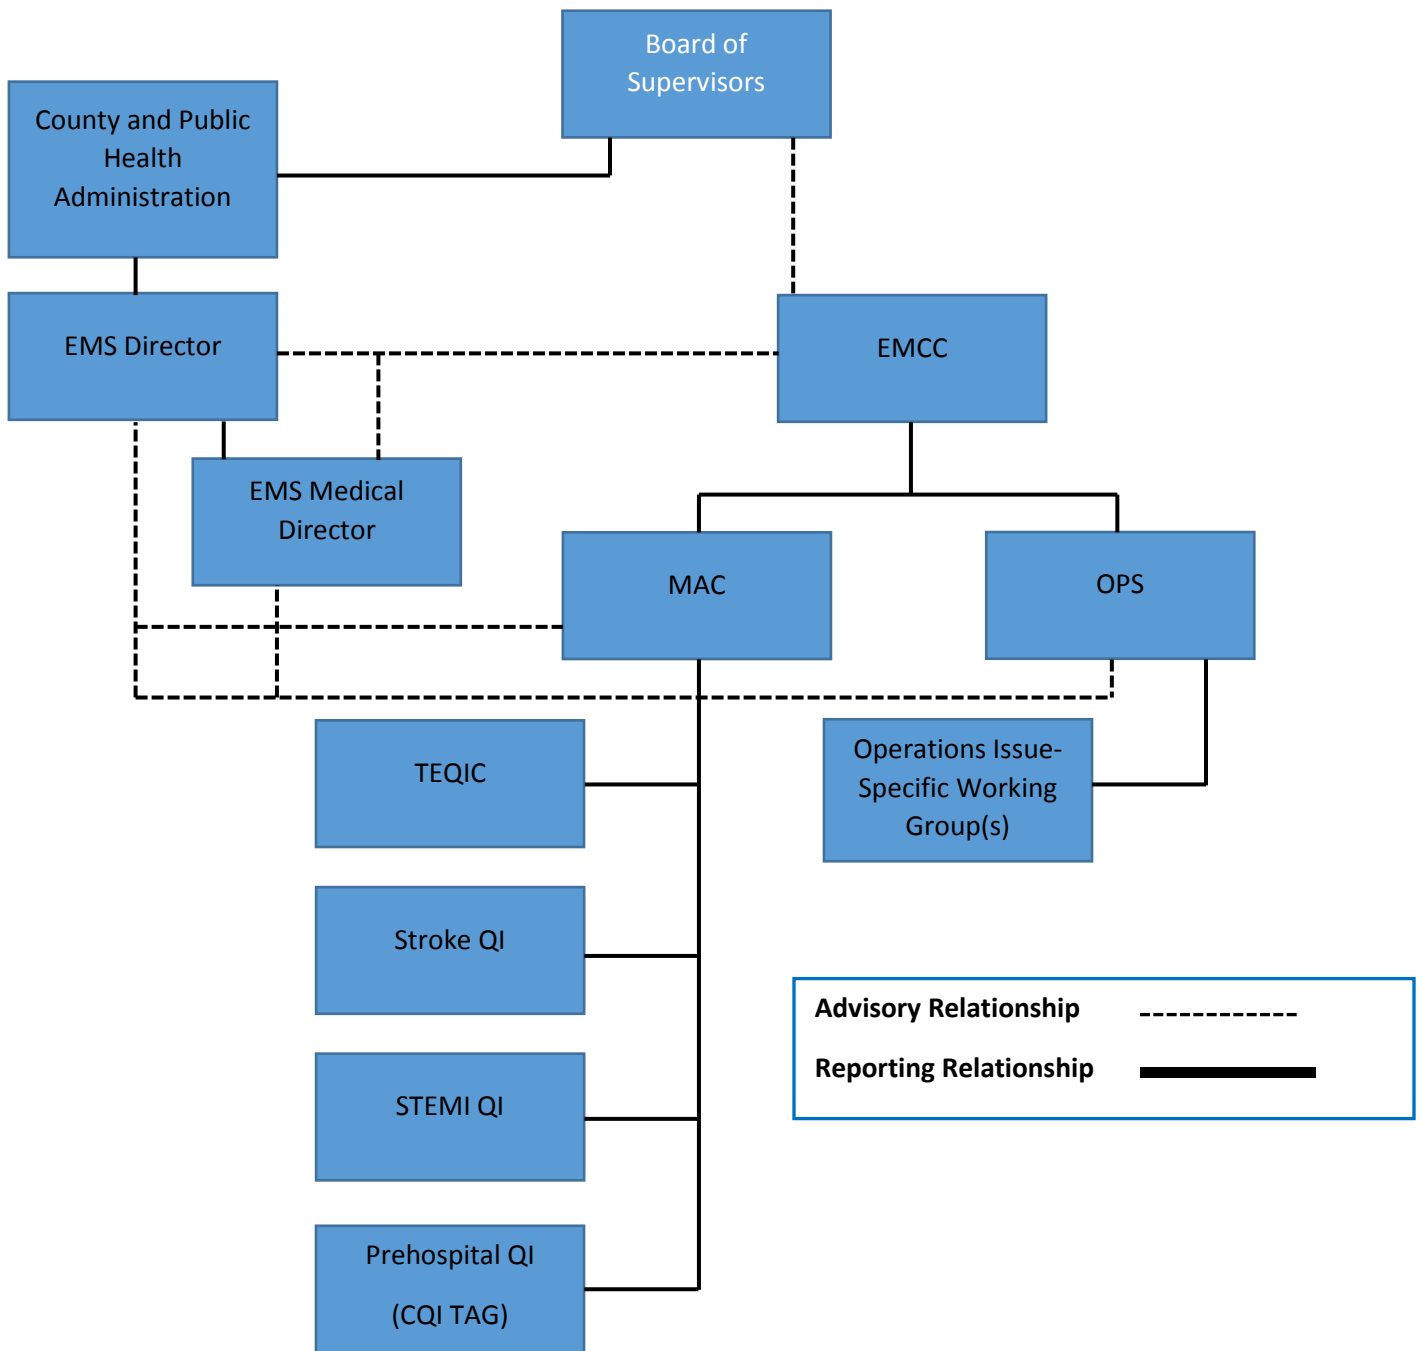 Board of
Supervisors
County and Public
Health
Administration
EMS Director
EMCC
EMS Medical
Director
MAC
OPS
TEQIC
Operations Issue-
Specific Working
Group(s)
Stroke QI
Advisory Relationship
Reporting Relationship
STEMI QI
Prehospital QI
(CQI TAG)